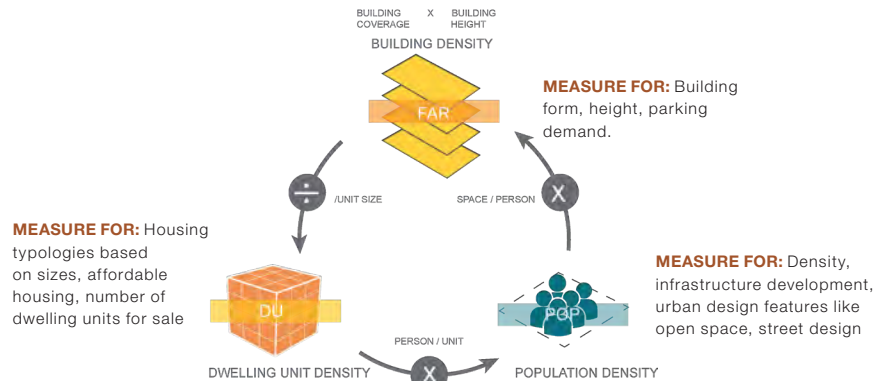 BUILDING COVERAGE X BUILDING HEIGHT
BUILDING DENSITY
FAR
MEASURE FOR: Building
form, height, parking
demand.
÷
/UNIT SIZE
SPACE / PERSON
X
MEASURE FOR: Housing
typologies based
on sizes, affordable
housing, number of
dwelling units for sale
DU
POP
MEASURE FOR: Density,
infrastructure development,
urban design features like
open space, street design
PERSON / UNIT
X
DWELLING UNIT DENSITY
POPULATION DENSITY